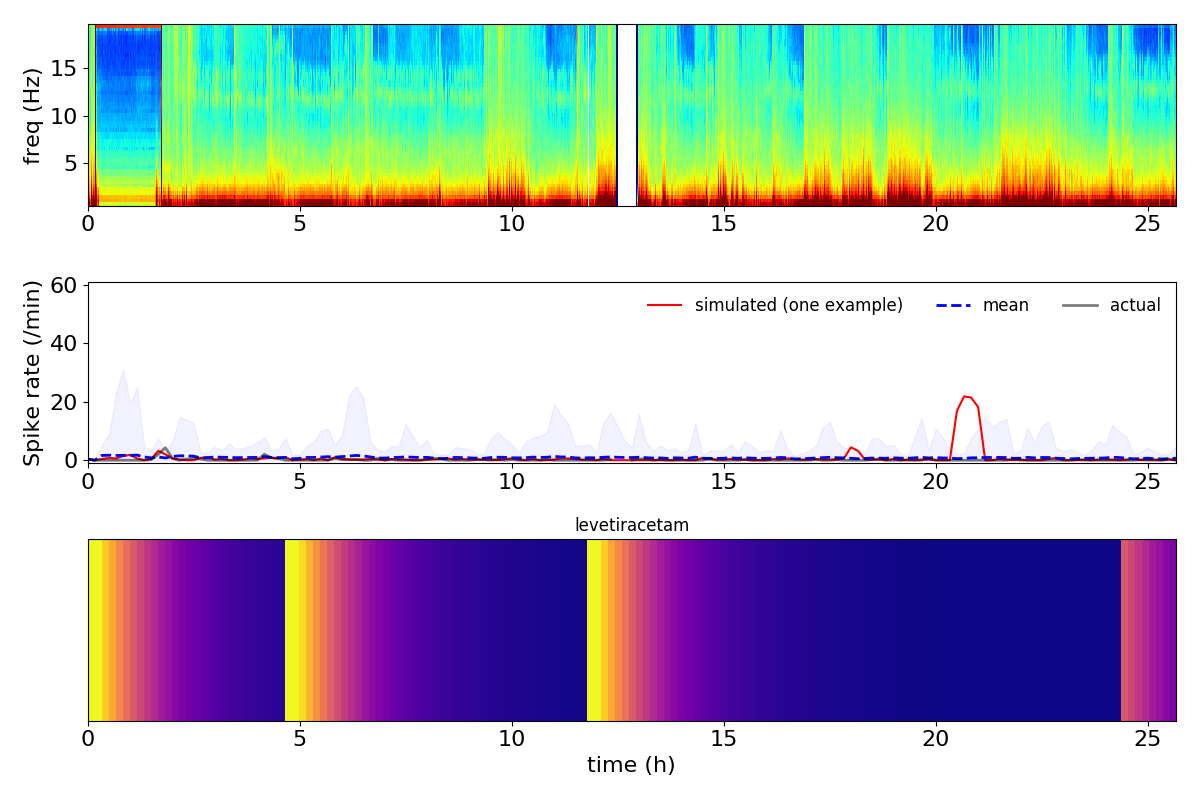 freq (Hz)
15
10
5
0 5 10 15 20 25
Spike rate (/min)
60
40
20
0
simulated (one example) mean actual
0 5 10 15 20 25
levetiracetam
0 5 10 15 20 25
time (h)